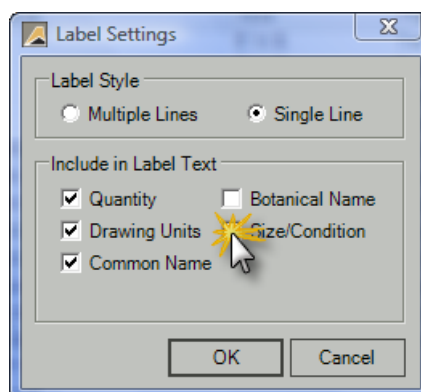 Label Settings
Label Style
Multiple Lines Single Line
Include in Label Text
Quantity Botanical Name
Drawing Units Size/Condition
Common Name
OK Cancel